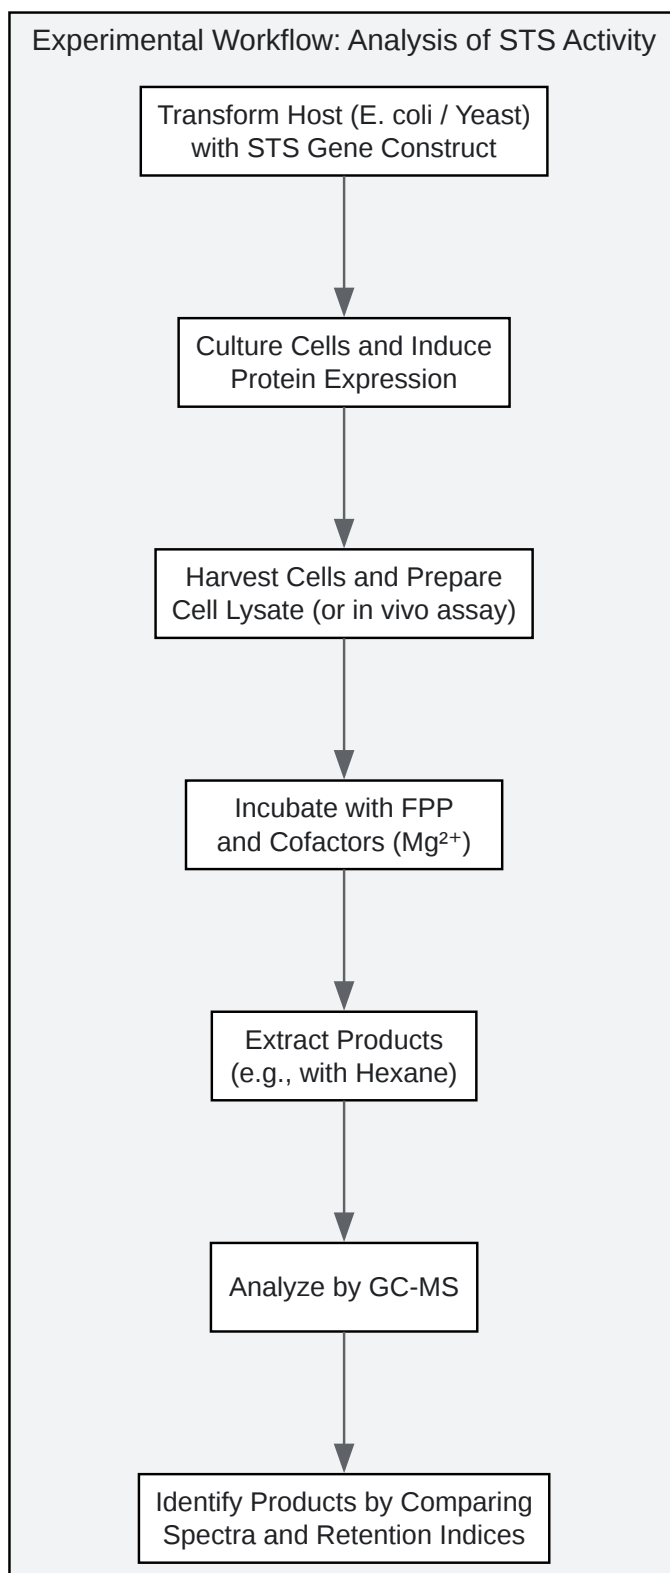 Experimental Workflow: Analysis of STS Activity
Transform Host (E. coli / Yeast)
with STS Gene Construct
Culture Cells and Induce
Protein Expression
Harvest Cells and Prepare
Cell Lysate (or in vivo assay)
Incubate with FPP
and Cofactors (Mg²⁺)
Extract Products
(e.g., with Hexane)
Analyze by GC-MS
Identify Products by Comparing
Spectra and Retention Indices